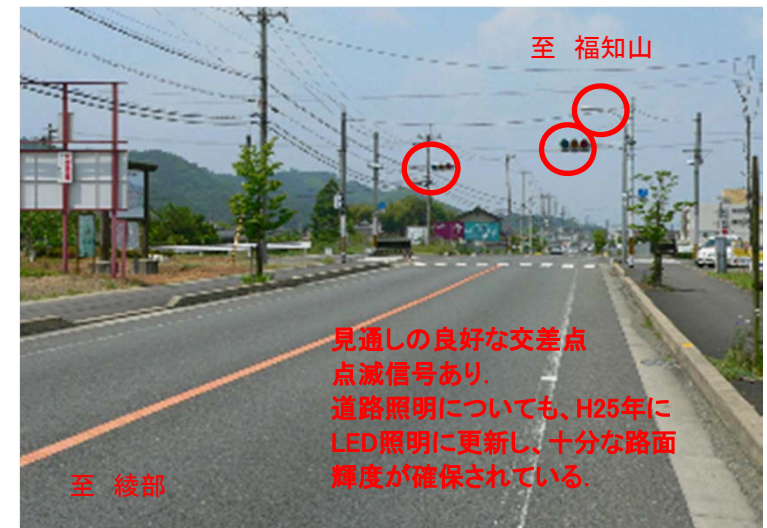 至　福知山
見通しの良好な交差点
点滅信号あり.
道路照明についても、H25年に
LED照明に更新し、十分な路面
輝度が確保されている.
至　綾部